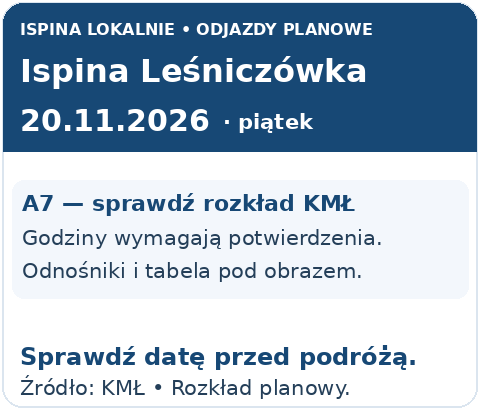 ISPINA LOKALNIE • ODJAZDY PLANOWE
Ispina Leśniczówka
20.11.2026 · piątek
A7 — sprawdź rozkład KMŁ
Godziny wymagają potwierdzenia.
Odnośniki i tabela pod obrazem.
Sprawdź datę przed podróżą.
Źródło: KMŁ • Rozkład planowy.